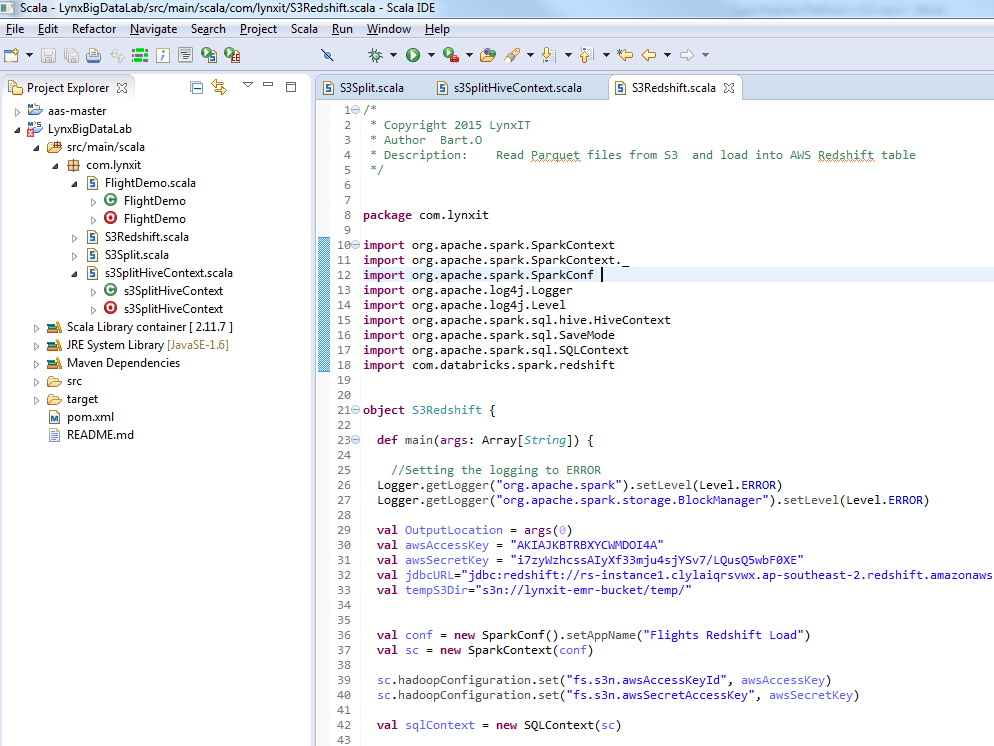 Scala - LynxBigDataLab/src/main/scala/com/lynxit/S3Redshift.scala - Scala IDE
File Edit Refactor Navigate Search Project Scala Run Window Help
Project Explorer
aas-master
LynxBigDataLab
src/main/scala
com.lynxit
FlightDemo.scala
FlightDemo
FlightDemo
S3Redshift.scala
S3Split.scala
s3SplitHiveContext.scala
s3SplitHiveContext
s3SplitHiveContext
Scala Library container [ 2.11.7 ]
JRE System Library [JavaSE-1.6]
Maven Dependencies
src
target
pom.xml
README.md
S3Split.scala s3SplitHiveContext.scala S3Redshift.scala
1 /*
2 * Copyright 2015 LynxIT
3 * Author Bart.O
4 * Description: Read Parquet files from S3 and load into AWS Redshift table
5 */
6
7
8 package com.lynxit
9
10 import org.apache.spark.SparkContext
11 import org.apache.spark.SparkContext._
12 import org.apache.spark.SparkConf
13 import org.apache.log4j.Logger
14 import org.apache.log4j.Level
15 import org.apache.spark.sql.hive.HiveContext
16 import org.apache.spark.sql.SaveMode
17 import org.apache.spark.sql.SQLContext
18 import com.databricks.spark.redshift
19
20
21 object S3Redshift {
22
23 def main(args: Array[String]) {
24
25 //Setting the logging to ERROR
26 Logger.getLogger("org.apache.spark").setLevel(Level.ERROR)
27 Logger.getLogger("org.apache.spark.storage.BlockManager").setLevel(Level.ERROR)
28
29 val OutputLocation = args(0)
30 val awsAccessKey = "AKIAJKBTRBXYCWMDOI4A"
31 val awsSecretKey = "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"
32 val jdbcURL="jdbc:redshift://rs-instance1.clylaiqrsvwx.ap-southeast-2.redshift.amazonaws
33 val tempS3Dir="s3n://lynxit-emr-bucket/temp/"
34
35
36 val conf = new SparkConf().setAppName("Flights Redshift Load")
37 val sc = new SparkContext(conf)
38
39 sc.hadoopConfiguration.set("fs.s3n.awsAccessKeyId", awsAccessKey)
40 sc.hadoopConfiguration.set("fs.s3n.awsSecretAccessKey", awsSecretKey)
41
42 val sqlContext = new SQLContext(sc)
43